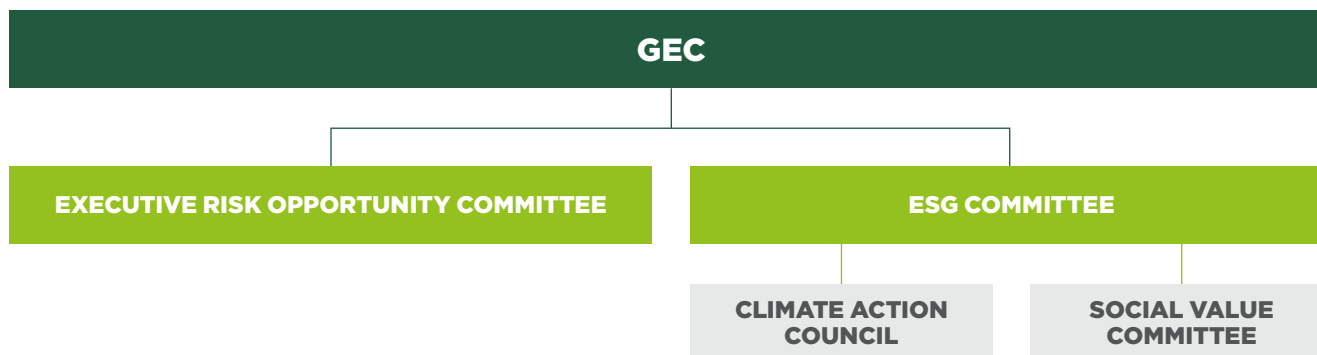 GEC
EXECUTIVE RISK OPPORTUNITY COMMITTEE
ESG COMMITTEE
CLIMATE ACTION
COUNCIL
SOCIAL VALUE
COMMITTEE